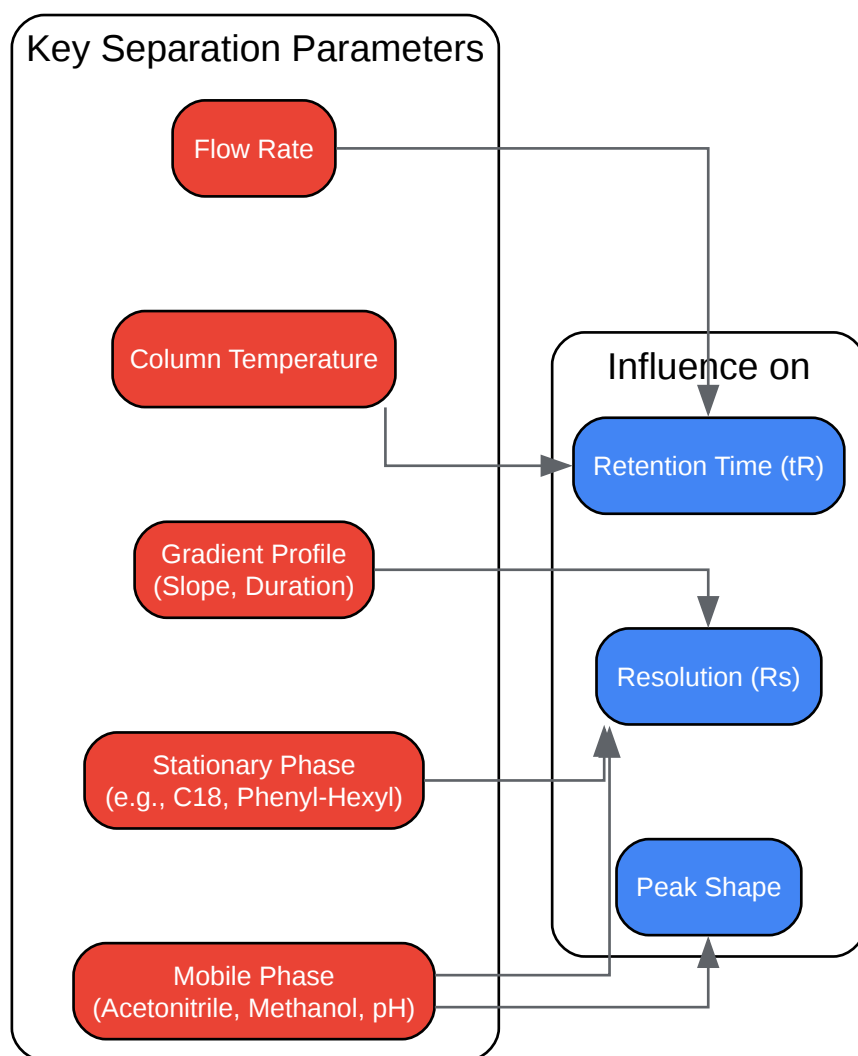 Key Separation Parameters
Flow Rate
Column Temperature
Gradient Profile
(Slope, Duration)
Stationary Phase
(e.g., C18, Phenyl-Hexyl)
Mobile Phase
(Acetonitrile, Methanol, pH)
Influence on
Retention Time (tR)
Resolution (Rs)
Peak Shape